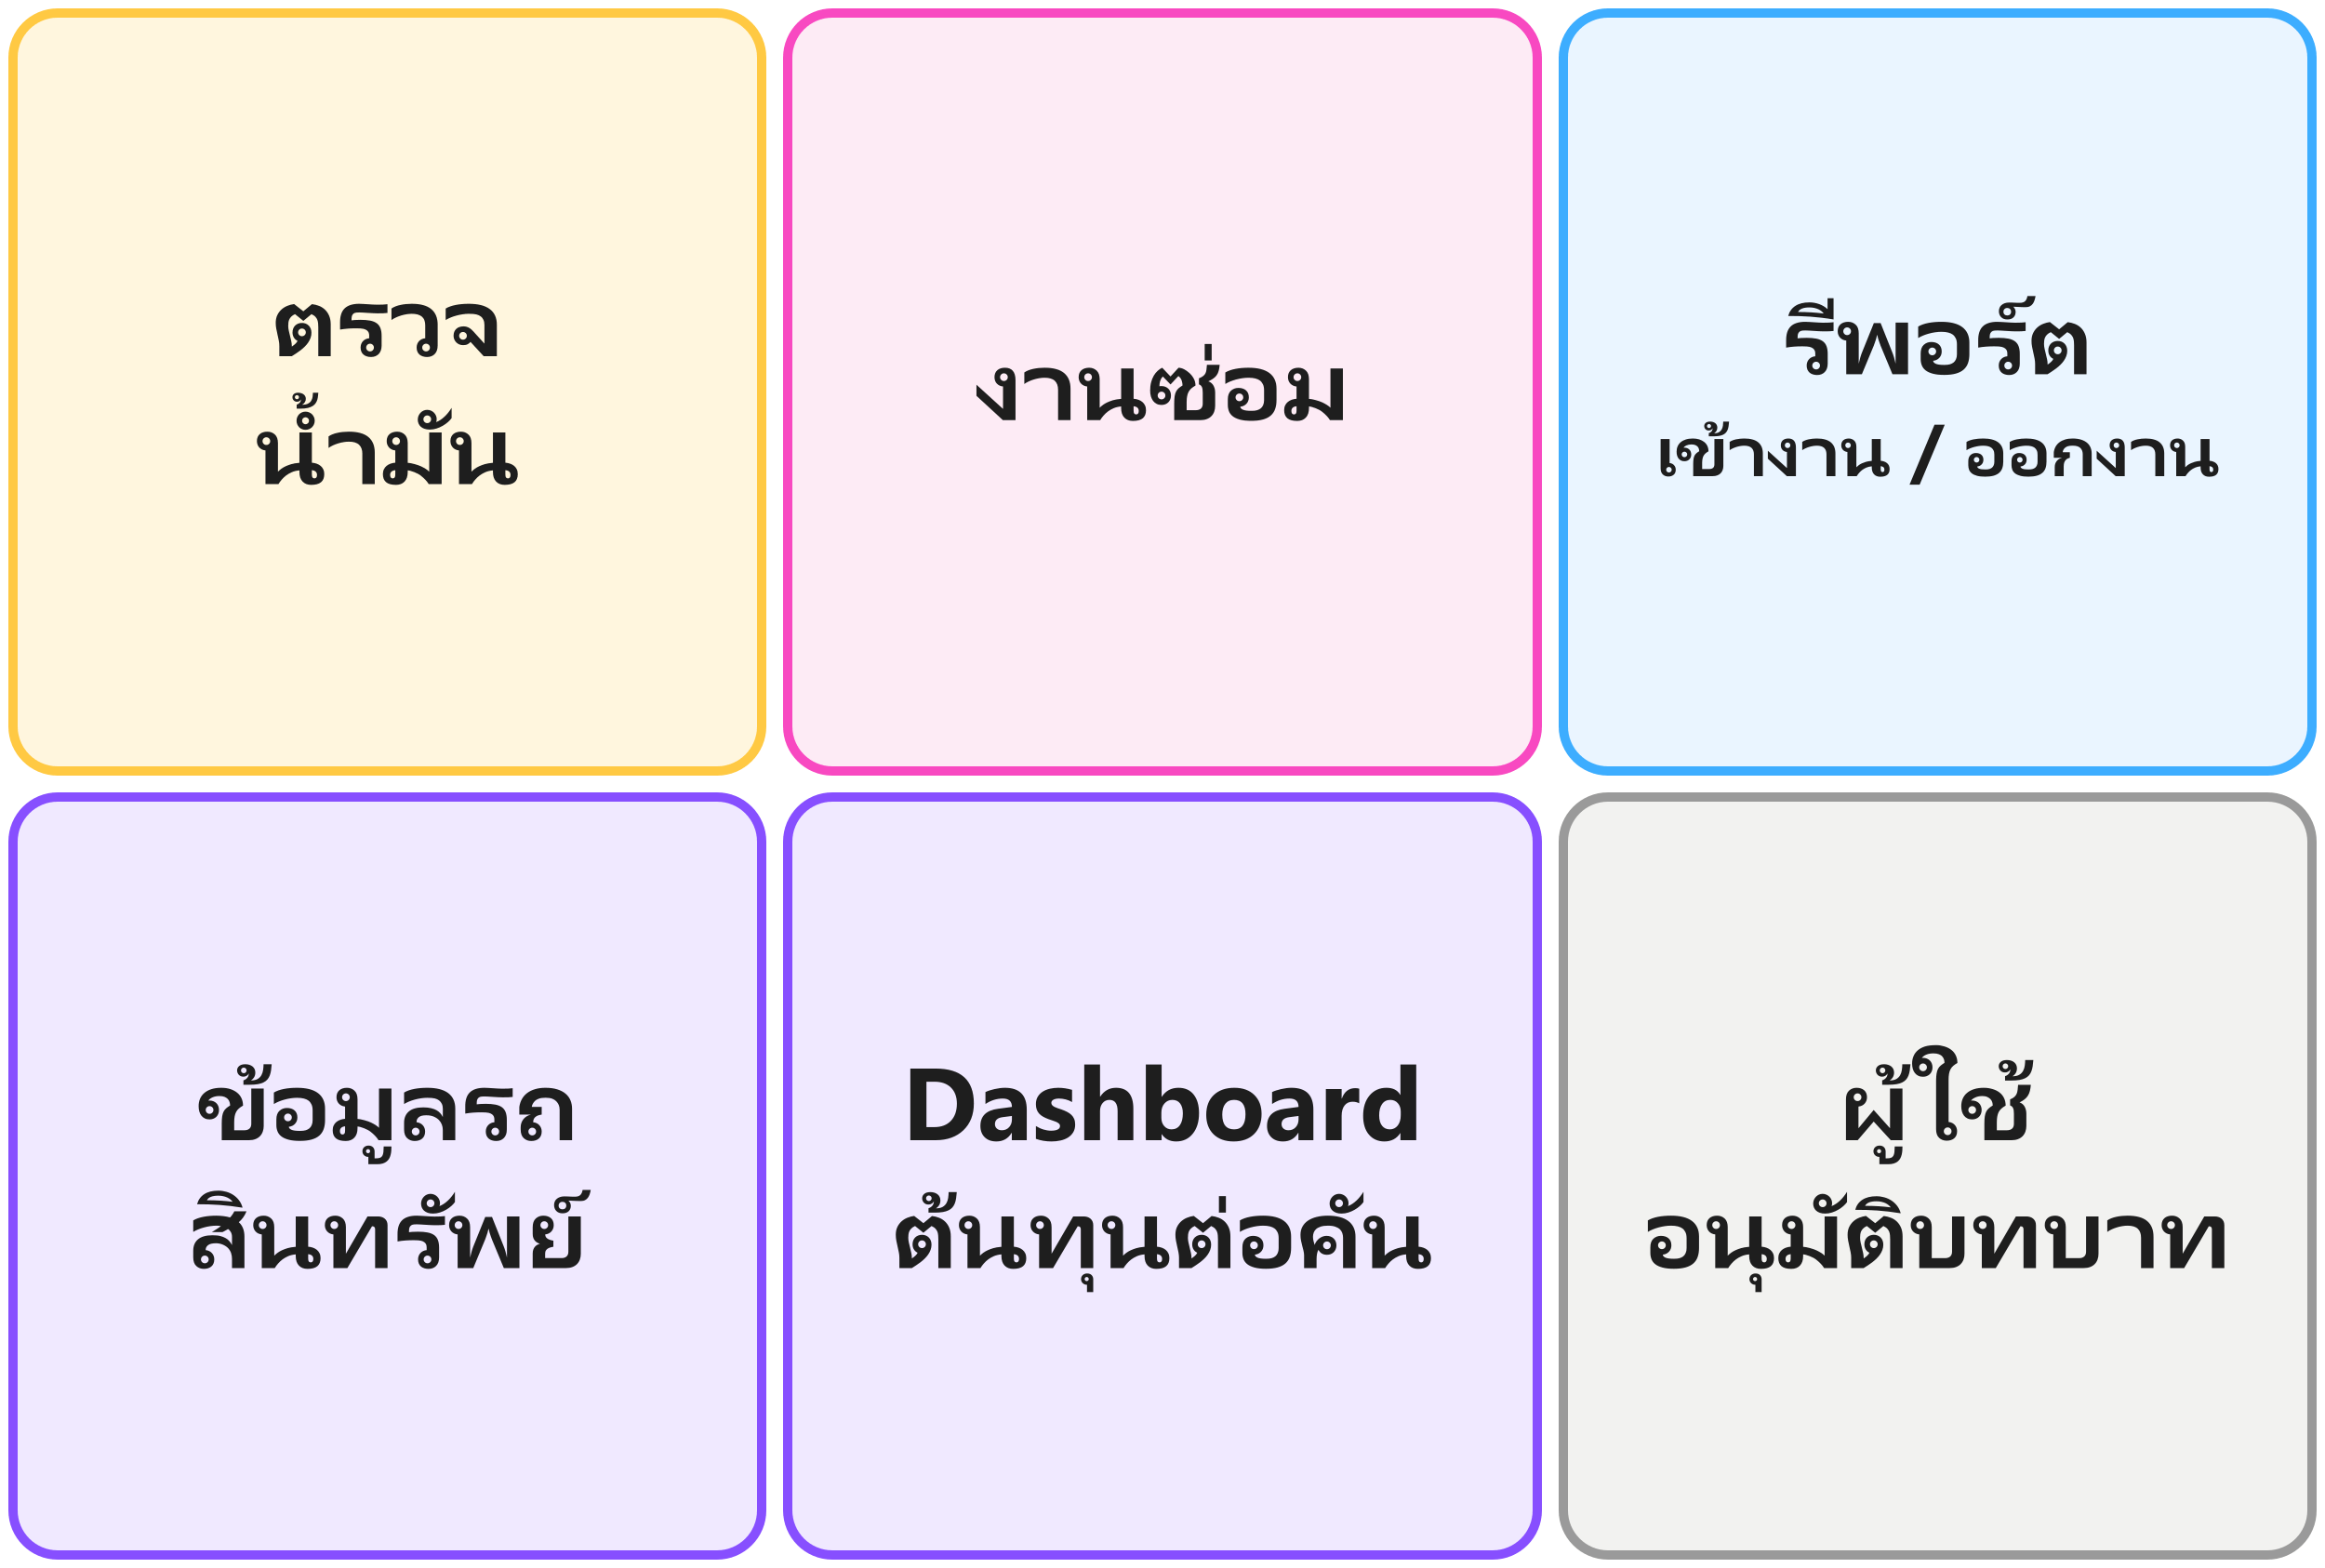 ตรวจ
น้ำมัน
งานซ่อม
รีพอร์ต
เข้างาน / ออกงาน
ข้อมูลรถ
สินทรัพย์
Dashboard
ต้นทุนต่อคัน
ผู้ใช้
อนุมัติบทบาท